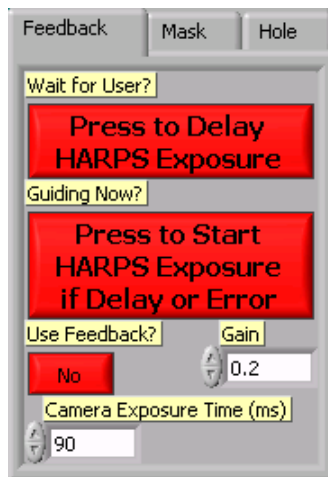 Feedback Mask Hole
Wait for User?
Press to Delay
HARPS Exposure
Guiding Now?
Press to Start
HARPS Exposure
if Delay or Error
Use Feedback? Gain
No 0.2
Camera Exposure Time (ms)
90